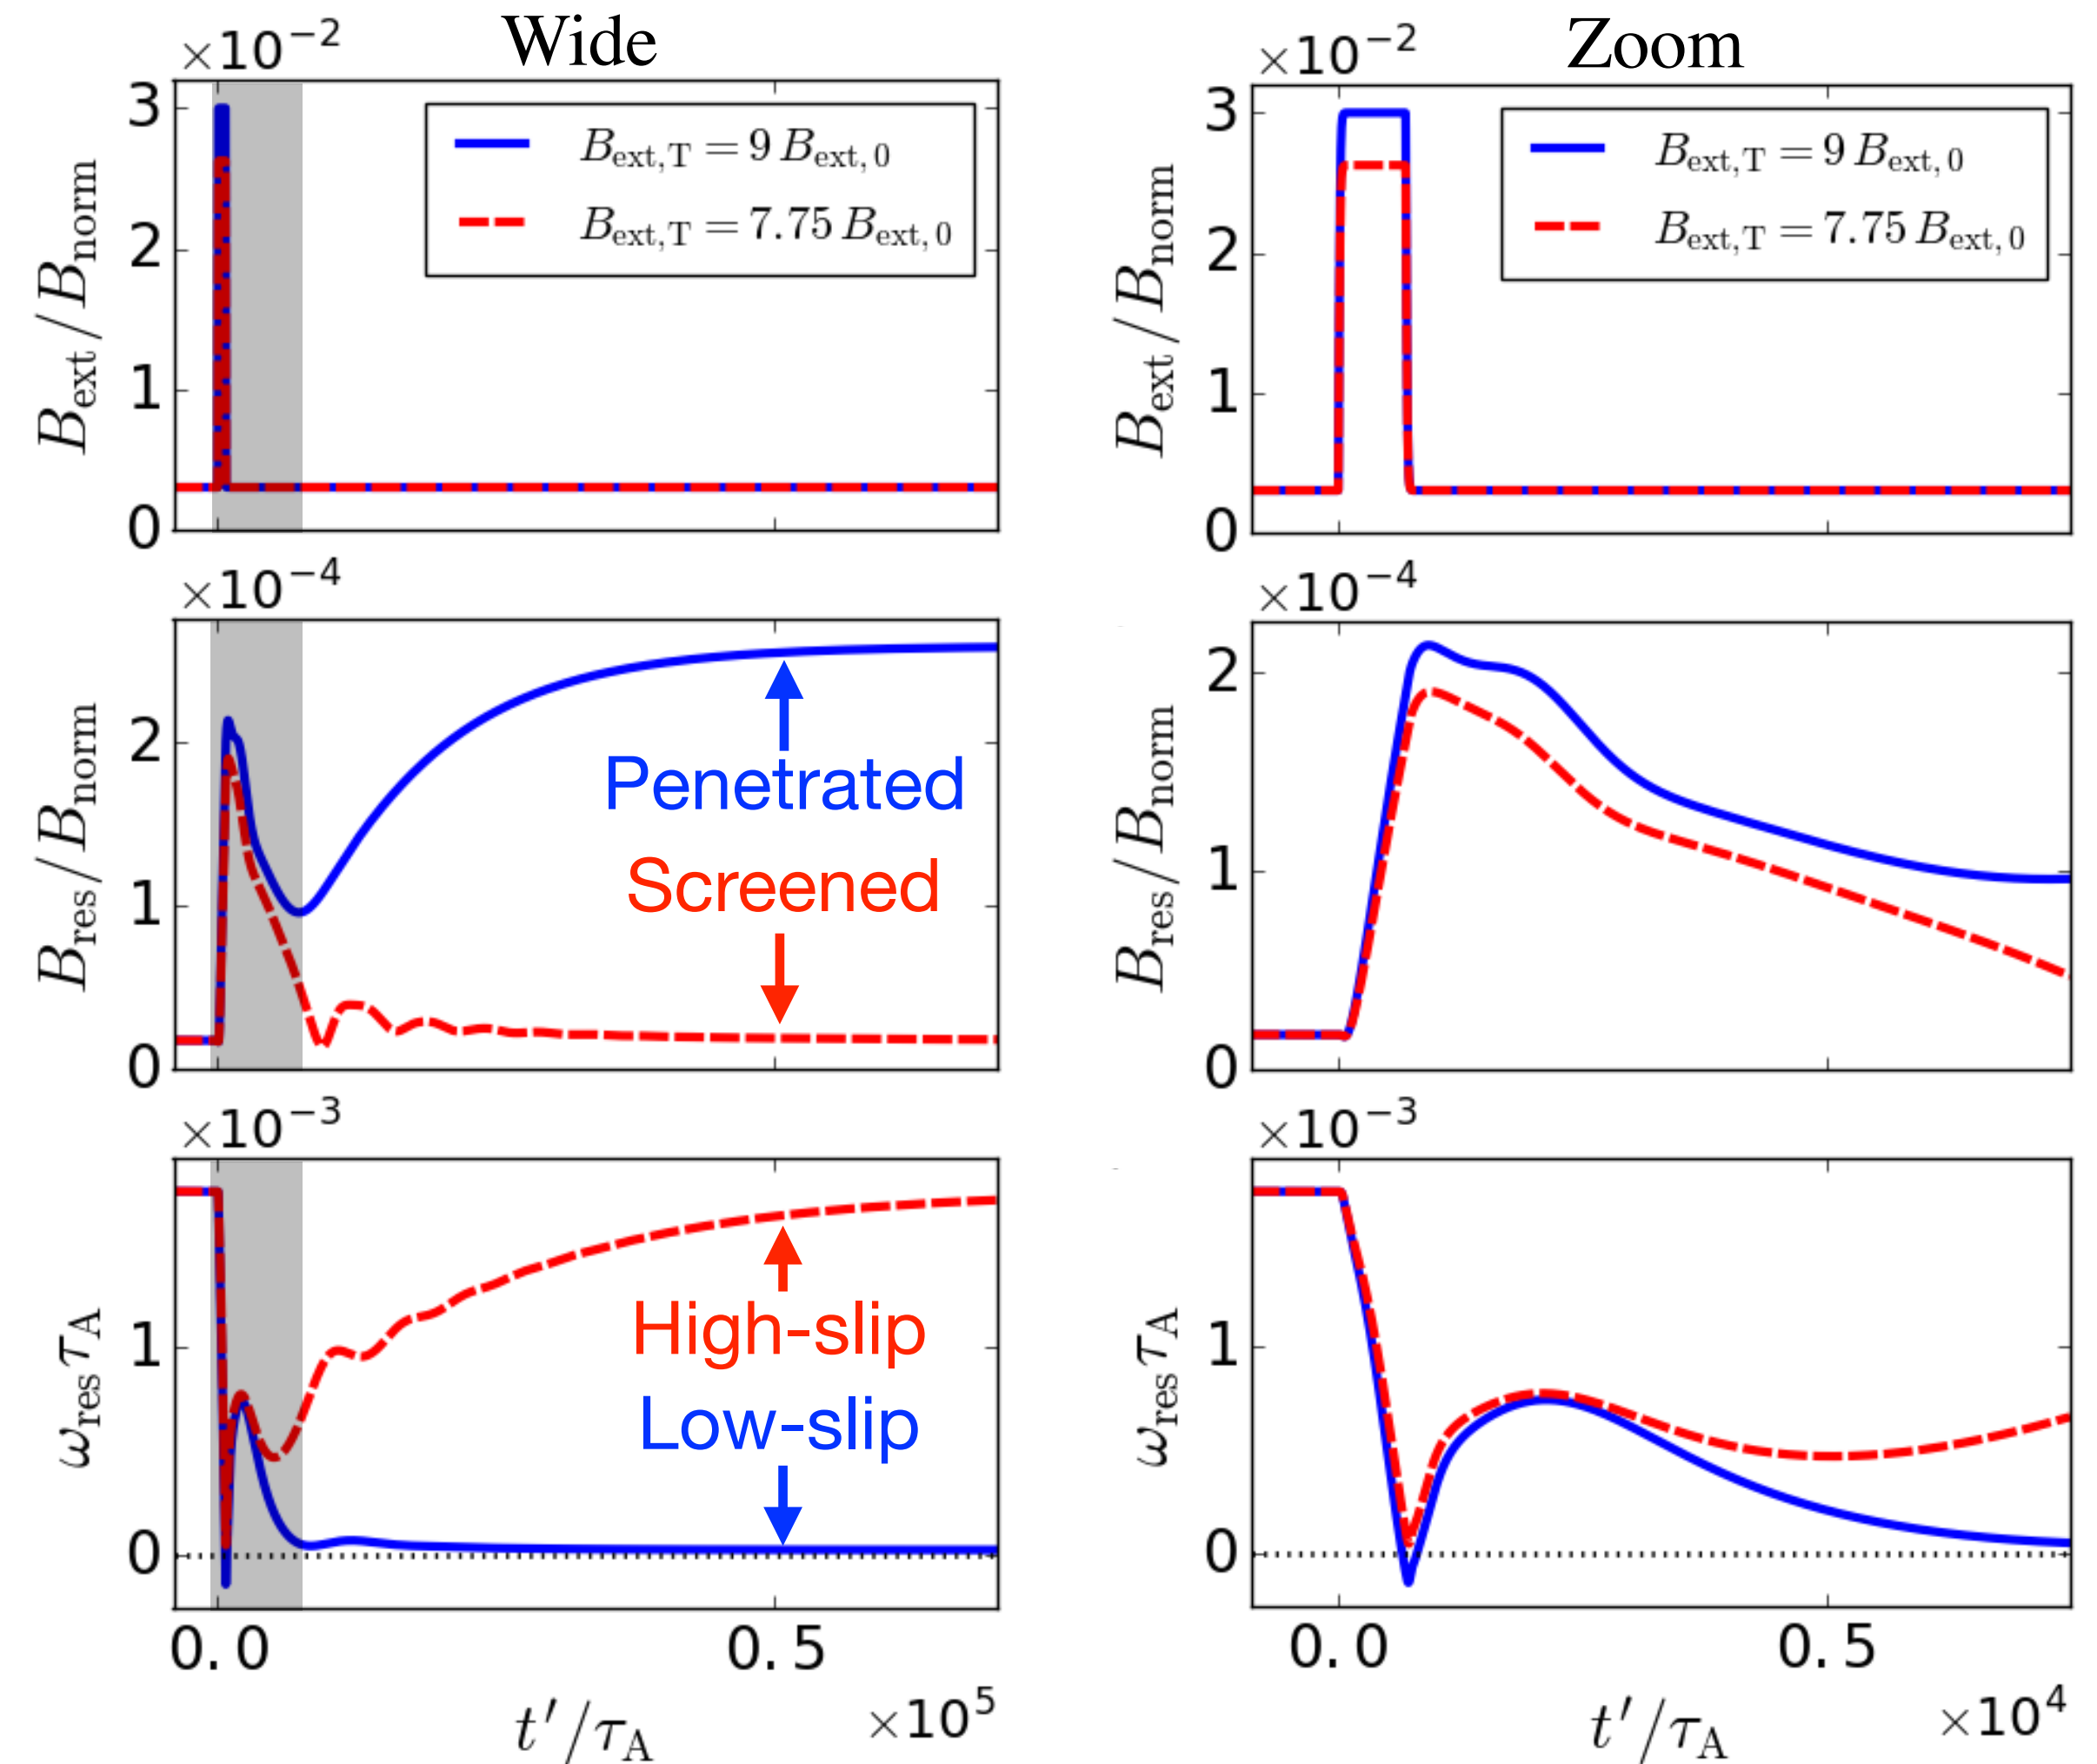 Wide
×10⁻²
3
2
1
0
B_ext/B_norm
B_ext,T = 9 B_ext,0
B_ext,T = 7.75 B_ext,0
Zoom
×10⁻²
3
2
1
0
B_ext/B_norm
B_ext,T = 9 B_ext,0
B_ext,T = 7.75 B_ext,0
×10⁻⁴
2
1
0
B_res/B_norm
Penetrated
Screened
×10⁻⁴
2
1
0
B_res/B_norm
×10⁻³
1
0
ω_res τ_A
High-slip
Low-slip
0.0
0.5
t′/τ_A
×10⁵
×10⁻³
1
0
ω_res τ_A
0.0
0.5
t′/τ_A
×10⁴